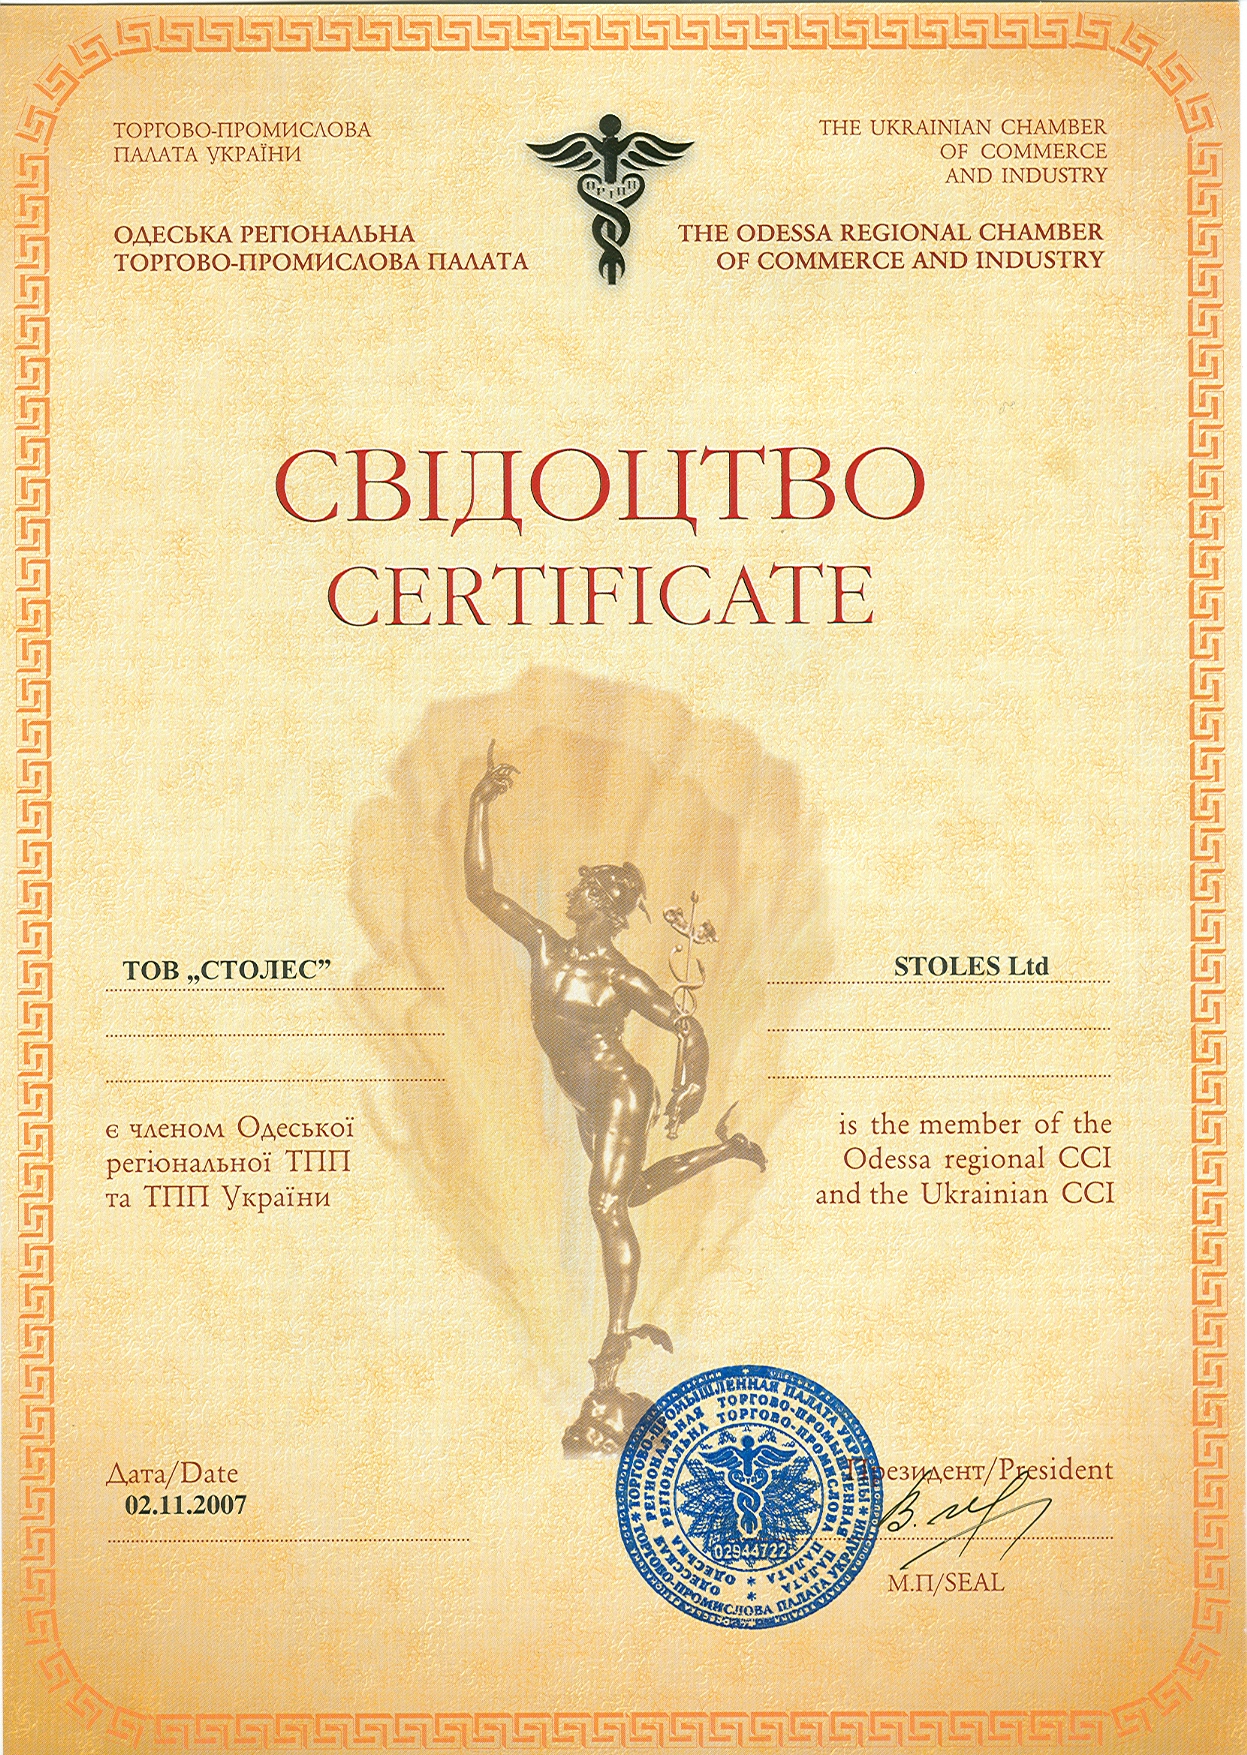 ТОРГОВО-ПРОМИСЛОВА
ПАЛАТА УКРАЇНИ
THE UKRAINIAN CHAMBER
OF COMMERCE
AND INDUSTRY
ОДЕСЬКА РЕГІОНАЛЬНА
ТОРГОВО-ПРОМИСЛОВА ПАЛАТА
THE ODESSA REGIONAL CHAMBER
OF COMMERCE AND INDUSTRY
СВІДОЦТВО
CERTIFICATE
ТОВ „СТОЛЕС”
STOLES Ltd
є членом Одеської
регіональної ТПП
та ТПП України
is the member of the
Odessa regional CCI
and the Ukrainian CCI
Дата/Date
02.11.2007
Президент/President
М.П/SEAL
ТОРГОВО-ПРОМЫШЛЕННАЯ ПАЛАТА УКРАИНЫ
ТОРГОВО-ПРОМИСЛОВА ПАЛАТА УКРАЇНИ
ОДЕССКАЯ РЕГИОНАЛЬНАЯ ТОРГОВО-ПРОМЫШЛЕННАЯ ПАЛАТА
ОДЕСЬКА РЕГІОНАЛЬНА ТОРГОВО-ПРОМИСЛОВА ПАЛАТА
02944722